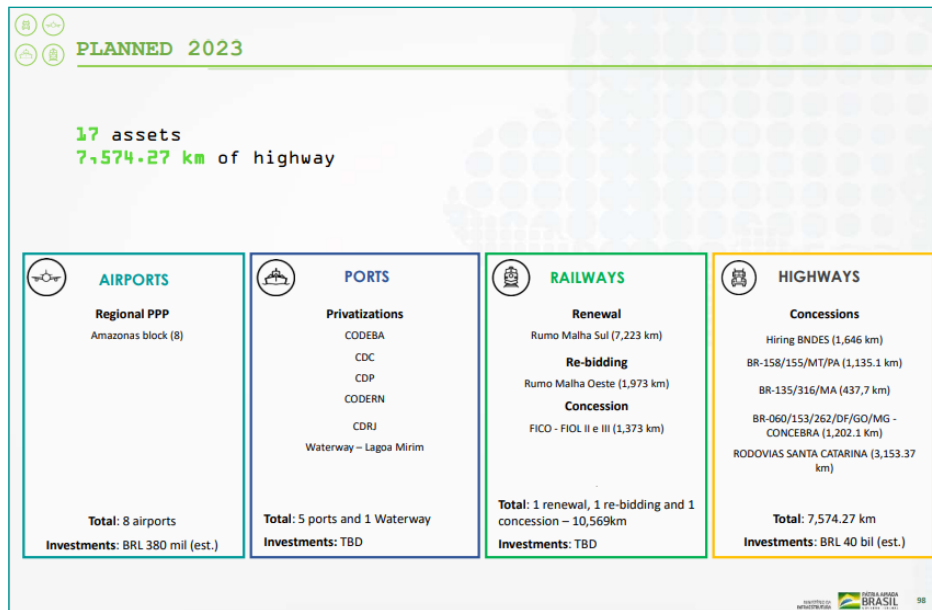 PLANNED 2023
17 assets
7,574.27 km of highway
AIRPORTS
Regional PPP
Amazonas block (8)
Total: 8 airports
Investments: BRL 380 mil (est.)
PORTS
Privatizations
CODEBA
CDC
CDP
CODERN
CDRJ
Waterway – Lagoa Mirim
Total: 5 ports and 1 Waterway
Investments: TBD
RAILWAYS
Renewal
Rumo Malha Sul (7,223 km)
Re-bidding
Rumo Malha Oeste (1,973 km)
Concession
FICO - FIOL II e III (1,373 km)
Total: 1 renewal, 1 re-bidding and 1
concession – 10,569km
Investments: TBD
HIGHWAYS
Concessions
Hiring BNDES (1,646 km)
BR-158/155/MT/PA (1,135.1 km)
BR-135/316/MA (437,7 km)
BR-060/153/262/DF/GO/MG -
CONCEBRA (1,202.1 Km)
RODOVIAS SANTA CATARINA (3,153.37
km)
Total: 7,574.27 km
Investments: BRL 40 bil (est.)
MINISTÉRIO DA
INFRAESTRUTURA
PÁTRIA AMADA
BRASIL
98